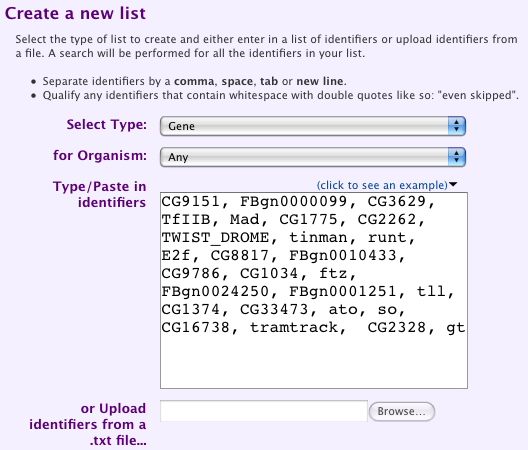 Create a new list
Select the type of list to create and either enter in a list of identifiers or upload identifiers from
a file. A search will be performed for all the identifiers in your list.
• Separate identifiers by a comma, space, tab or new line.
• Qualify any identifiers that contain whitespace with double quotes like so: "even skipped".
Select Type:
Gene
for Organism:
Any
Type/Paste in
identifiers
(click to see an example)
CG9151, FBgn0000099, CG3629,
TfIIB, Mad, CG1775, CG2262,
TWIST_DROME, tinman, runt,
E2f, CG8817, FBgn0010433,
CG9786, CG1034, ftz,
FBgn0024250, FBgn0001251, tll,
CG1374, CG33473, ato, so,
CG16738, tramtrack,  CG2328, gt
or Upload
identifiers from a
.txt file...
Browse...